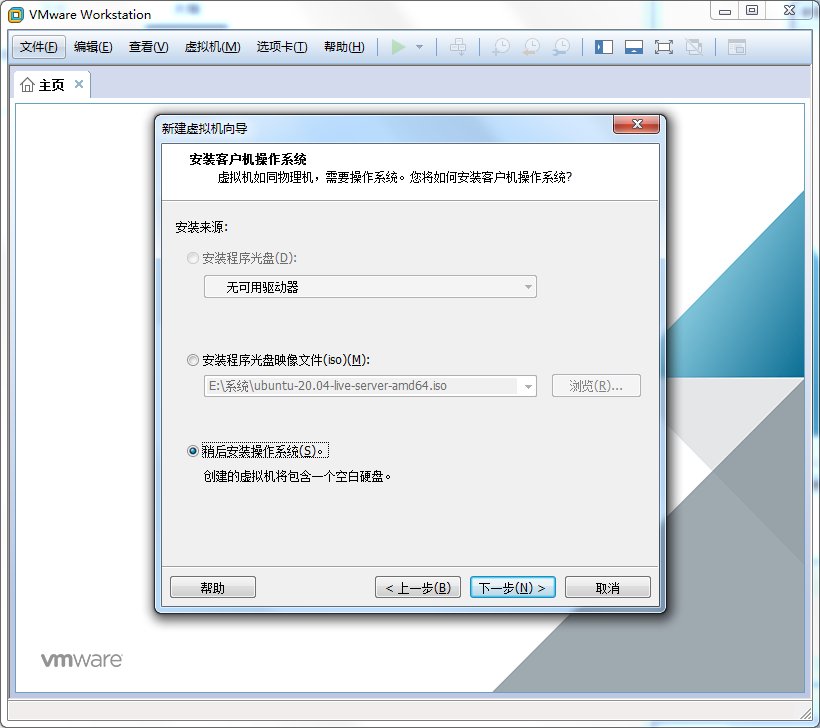 VMware Workstation
文件(F) 编辑(E) 查看(V) 虚拟机(M) 选项卡(T) 帮助(H)
主页
新建虚拟机向导
安装客户机操作系统
虚拟机如同物理机，需要操作系统。您将如何安装客户机操作系统?
安装来源:
安装程序光盘(D):
无可用驱动器
安装程序光盘映像文件(iso)(M):
E:\系统\ubuntu-20.04-live-server-amd64.iso
浏览(R)...
稍后安装操作系统(S)。
创建的虚拟机将包含一个空白硬盘。
帮助 < 上一步(B) 下一步(N) > 取消
vmware